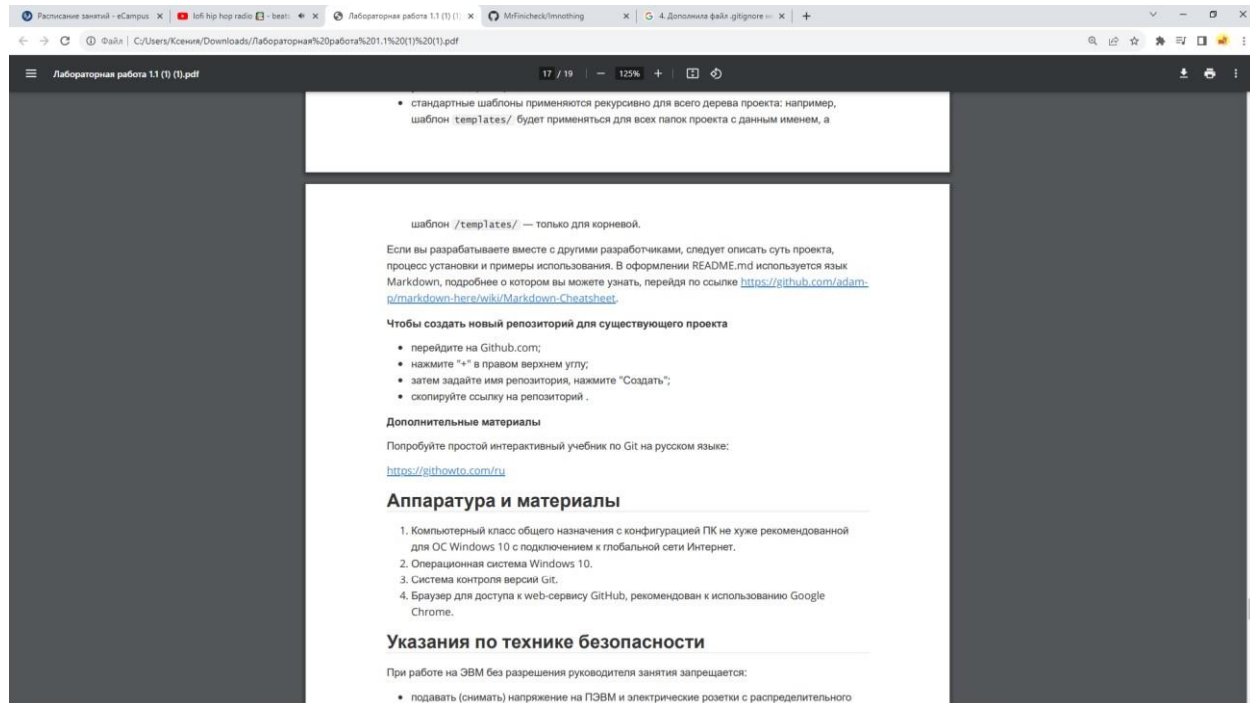 Расписание занятий - eCampus
lofi hip hop radio - beats
Лабораторная работа 1.1 (1) (1).
MrFinicheck/Imnothing
4. Дополнила файл .gitignore
Файл | C:/Users/Ксения/Downloads//Лабораторная%20работа%201.1%20(1)%20(1).pdf
Лабораторная работа 1.1 (1) (1).pdf
17 / 19 | — 125% +
• стандартные шаблоны применяются рекурсивно для всего дерева проекта: например,
шаблон templates/ будет применяться для всех папок проекта с данным именем, а
шаблон /templates/ — только для корневой.
Если вы разрабатываете вместе с другими разработчиками, следует описать суть проекта,
процесс установки и примеры использования. В оформлении README.md используется язык
Markdown, подробнее о котором вы можете узнать, перейдя по ссылке https://github.com/adam-
p/markdown-here/wiki/Markdown-Cheatsheet.
Чтобы создать новый репозиторий для существующего проекта
• перейдите на Github.com;
• нажмите "+" в правом верхнем углу;
• затем задайте имя репозитория, нажмите "Создать";
• скопируйте ссылку на репозиторий .
Дополнительные материалы
Попробуйте простой интерактивный учебник по Git на русском языке:
https://githowto.com/ru
Аппаратура и материалы
1. Компьютерный класс общего назначения с конфигурацией ПК не хуже рекомендованной
для ОС Windows 10 с подключением к глобальной сети Интернет.
2. Операционная система Windows 10.
3. Система контроля версий Git.
4. Браузер для доступа к web-сервису GitHub, рекомендован к использованию Google
Chrome.
Указания по технике безопасности
При работе на ЭВМ без разрешения руководителя занятия запрещается:
• подавать (снимать) напряжение на ПЭВМ и электрические розетки с распределительного